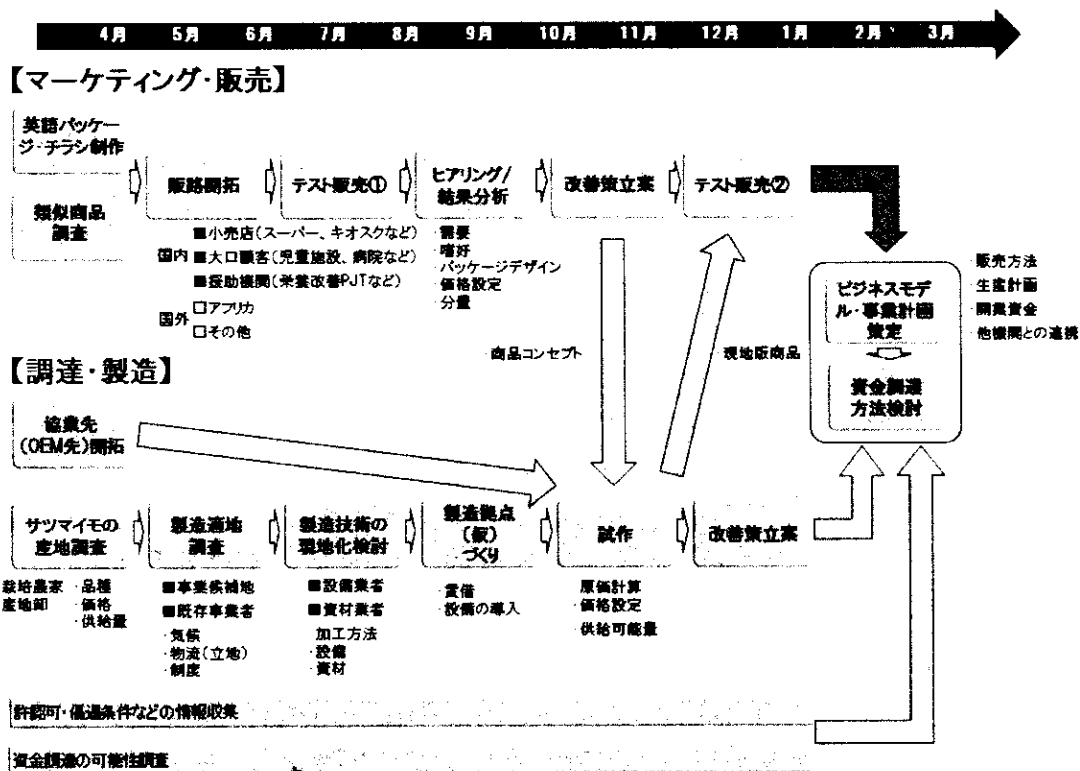 4月 5月 6月 7月 8月 9月 10月 11月 12月 1月 2月 3月
【マーケティング・販売】
英語パッケー
ジ・チラシ制作
類似商品
調査
販路開拓
テスト販売①
ヒアリング/
結果分析
改善策立案
テスト販売②
国内
■小売店(スーパー、キオスクなど)
■大口顧客(児童施設、病院など)
■援助機関(栄養改善PJTなど)
国外
□アフリカ
□その他
・需要
・嗜好
・パッケージデザイン
・価格設定
・分量
・商品コンセプト
・現地版商品
ビジネスモデ
ル・事業計画
策定
資金調達
方法検討
・販売方法
・生産計画
・開業資金
・他機関との連携
【調達・製造】
協業先
(OEM先)開拓
サツマイモの
産地調査
製造適地
調査
製造技術の
現地化検討
製造拠点
(仮)
づくり
試作
改善策立案
栽培農家
産地卸
・品種
・価格
・供給量
■事業候補地
■既存事業者
・気候
・物流(立地)
・制度
■設備業者
■資材業者
・加工方法
・設備
・資材
・賃借
・設備の導入
・原価計算
・価格設定
・供給可能量
許認可・優遇条件などの情報収集
資金調達の可能性調査